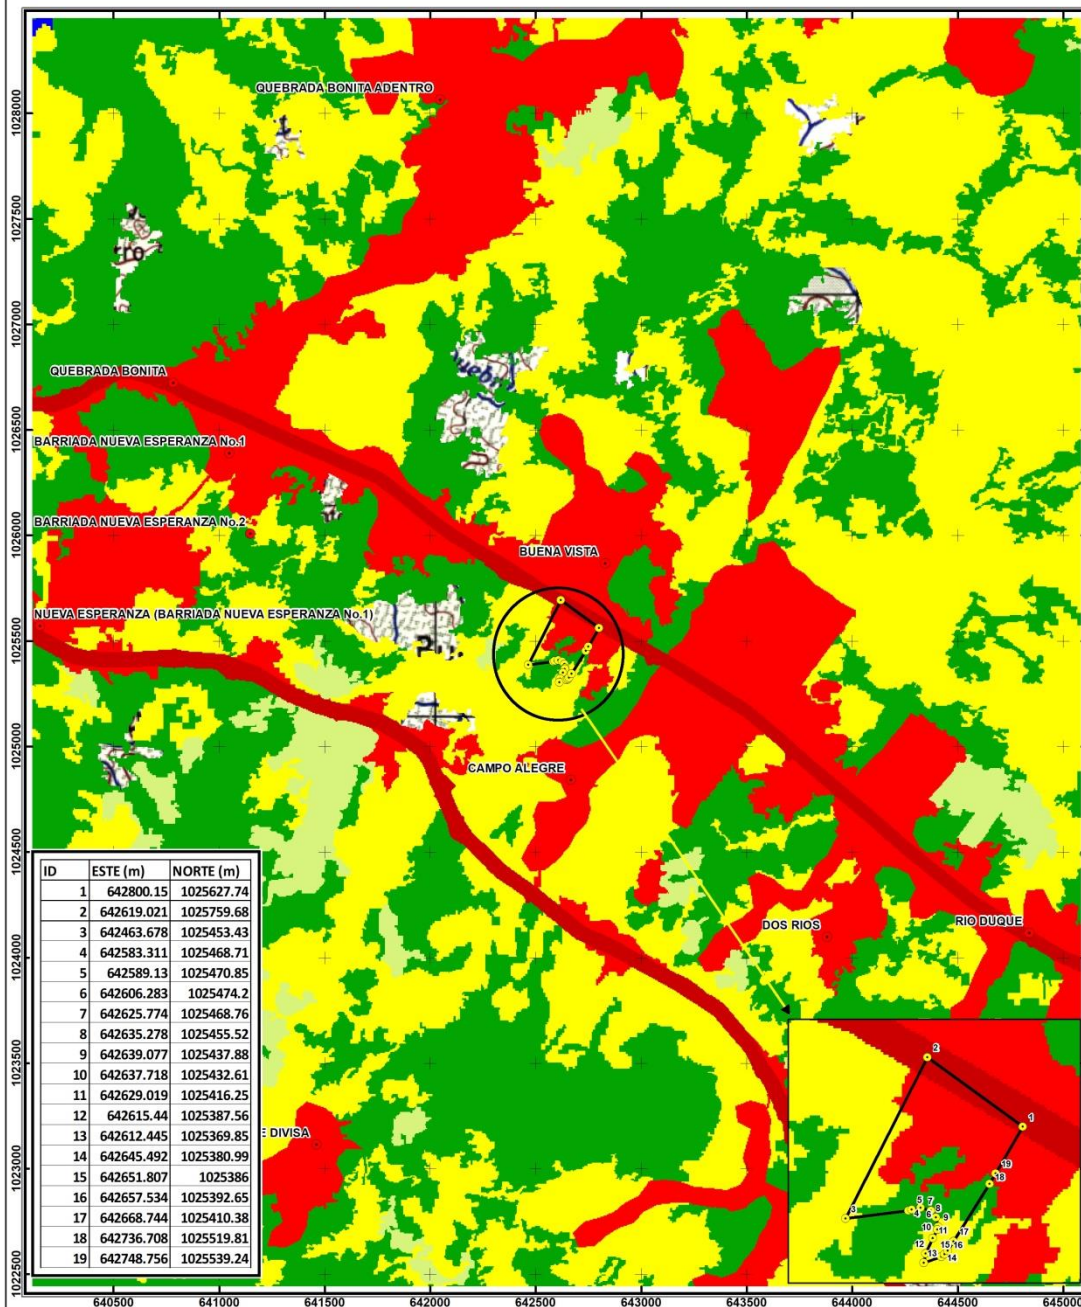 QUEBRADA BONITA ADENTRO
rro
QUEBRADA BONITA
uebr
BARRIADA NUEVA ESPERANZA No.1
BARRIADA NUEVA ESPERANZA No.2
BUENA VISTA
NUEVA ESPERANZA (BARRIADA NUEVA ESPERANZA No.1)
CAMPO ALEGRE
DOS RIOS
RIO DUQUE
E DIVISA
1028000
1027500
1027000
1026500
1026000
1025500
1025000
1024500
1024000
1023500
1023000
1022500
ID ESTE (m) NORTE (m)
1 642800.15 1025627.74
2 642619.021 1025759.68
3 642463.678 1025453.43
4 642583.311 1025468.71
5 642589.13 1025470.85
6 642606.283 1025474.2
7 642625.774 1025468.76
8 642635.278 1025455.52
9 642639.077 1025437.88
10 642637.718 1025432.61
11 642629.019 1025416.25
12 642615.44 1025387.56
13 642612.445 1025369.85
14 642645.492 1025380.99
15 642651.807 1025386
16 642657.534 1025392.65
17 642668.744 1025410.38
18 642736.708 1025519.81
19 642748.756 1025539.24
2
1
19
18
3
5
7
4
6
8
9
10
11
17
12
15
16
13
14
640500 641000 641500 642000 642500 643000 643500 644000 644500 645000